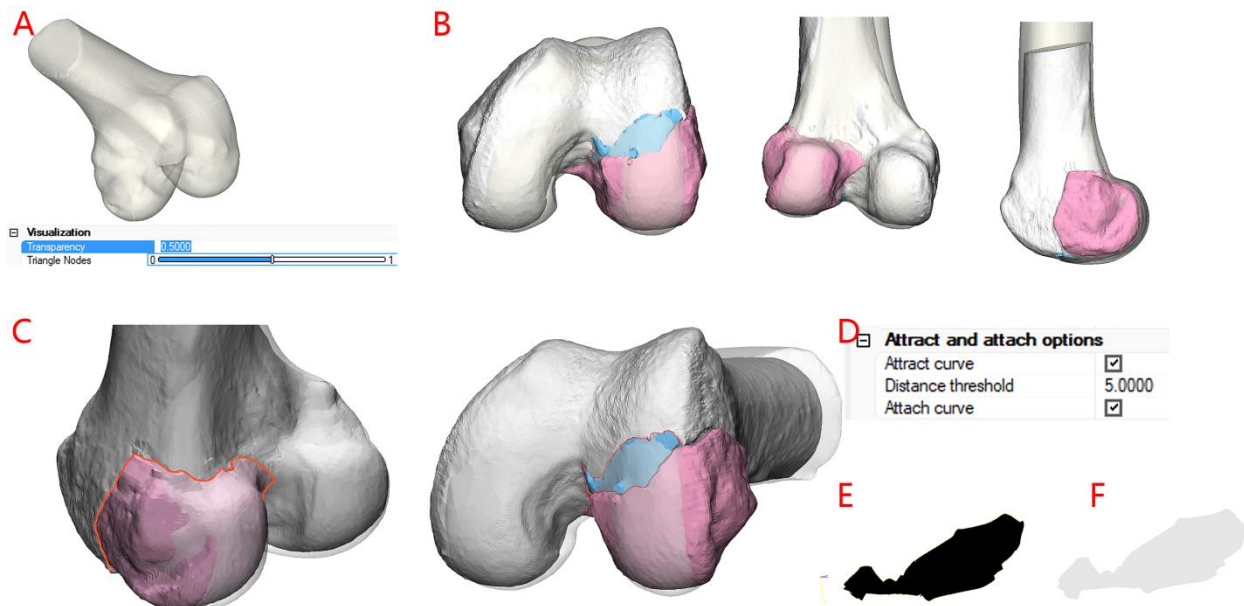 A
B
Visualization
Transparency 0.5000
Triangle Nodes 0 1
C
D
Attract and attach options
Attract curve
Distance threshold 5.0000
Attach curve
E
F